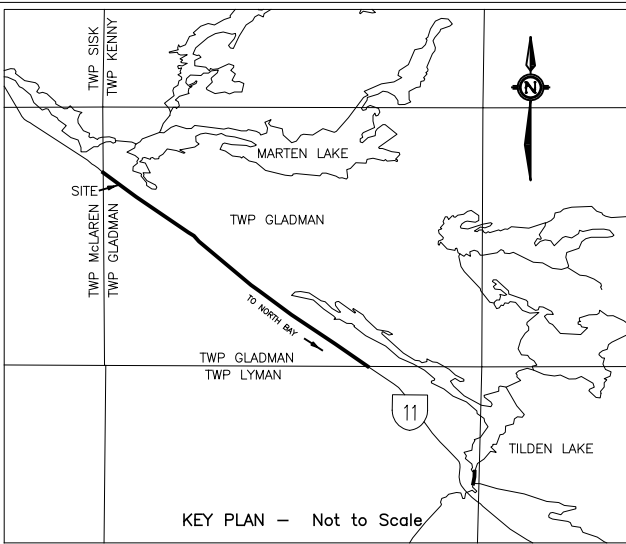 TWP SISK
TWP KENNY
N
MARTEN LAKE
SITE
TWP GLADMAN
TWP McLAREN
TWP GLADMAN
TO NORTH BAY
TWP GLADMAN
TWP LYMAN
11
TILDEN LAKE
KEY PLAN - Not to Scale